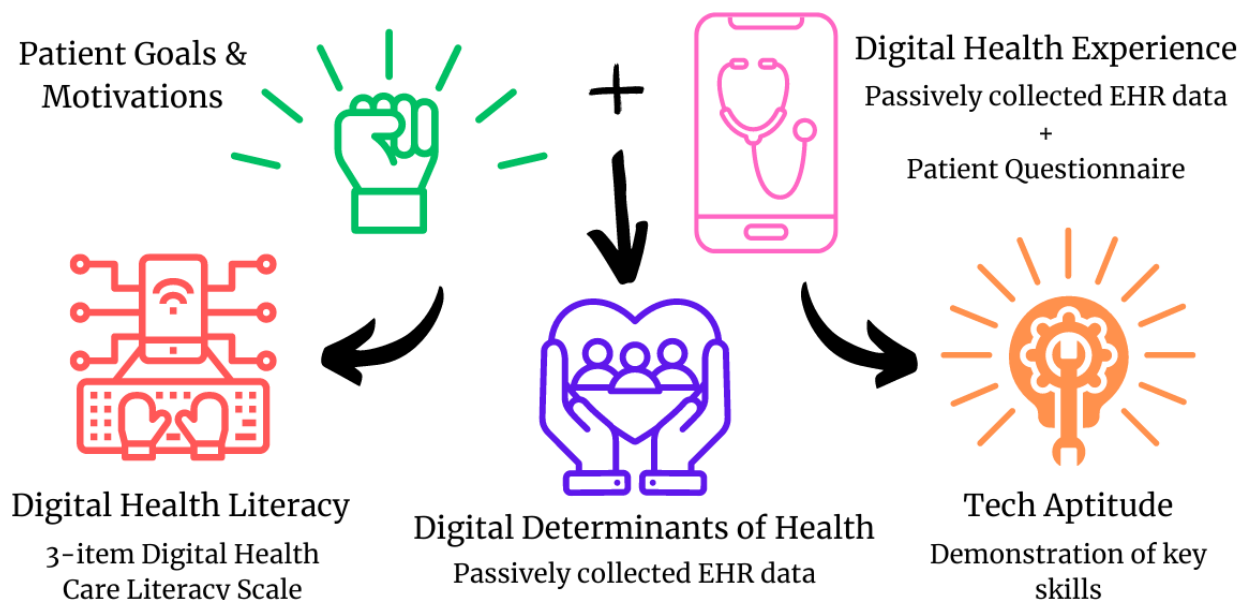 Patient Goals &
Motivations
+
Digital Health Experience
Passively collected EHR data
+
Patient Questionnaire
Digital Health Literacy
3-item Digital Health
Care Literacy Scale
Digital Determinants of Health
Passively collected EHR data
Tech Aptitude
Demonstration of key
skills